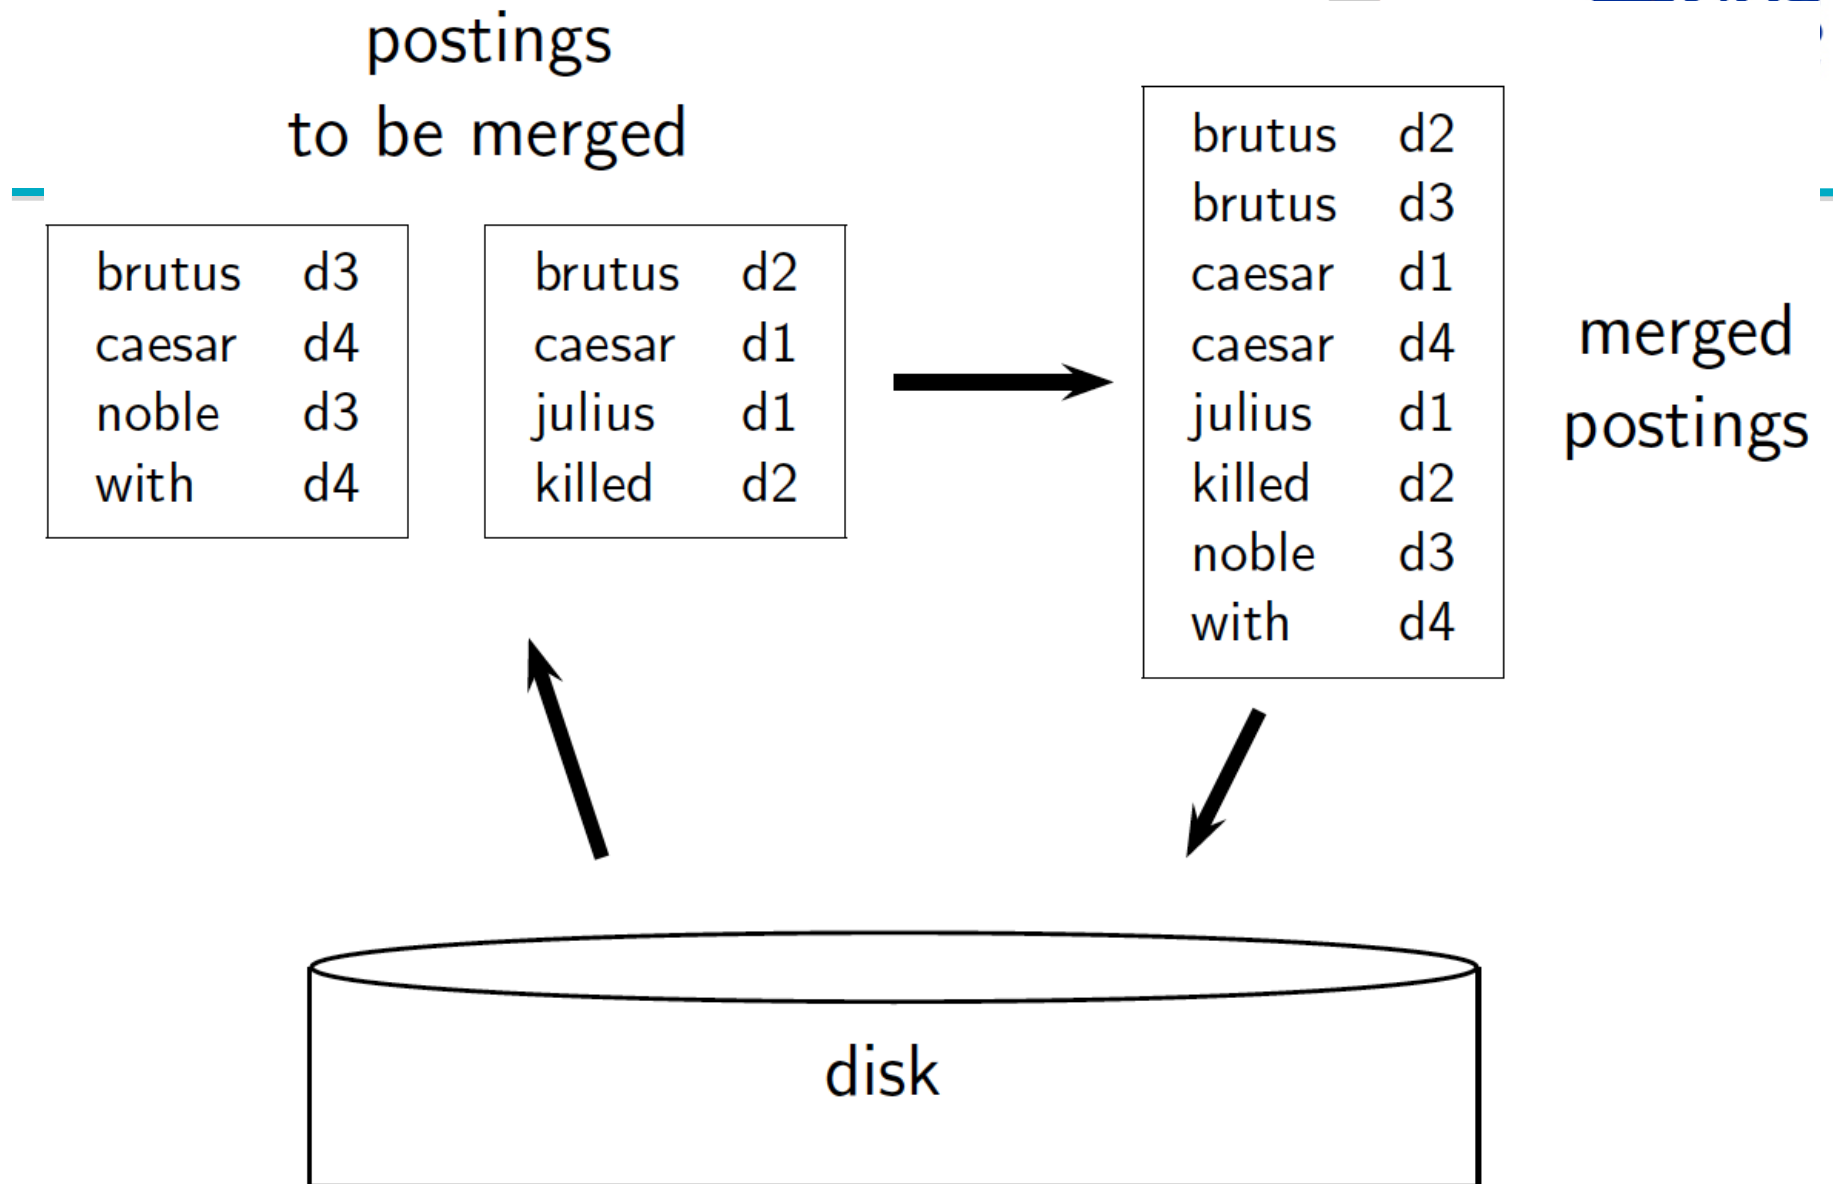 postings
to be merged
brutus d3
caesar d4
noble d3
with d4
brutus d2
caesar d1
julius d1
killed d2
brutus d2
brutus d3
caesar d1
caesar d4
julius d1
killed d2
noble d3
with d4
merged
postings
disk